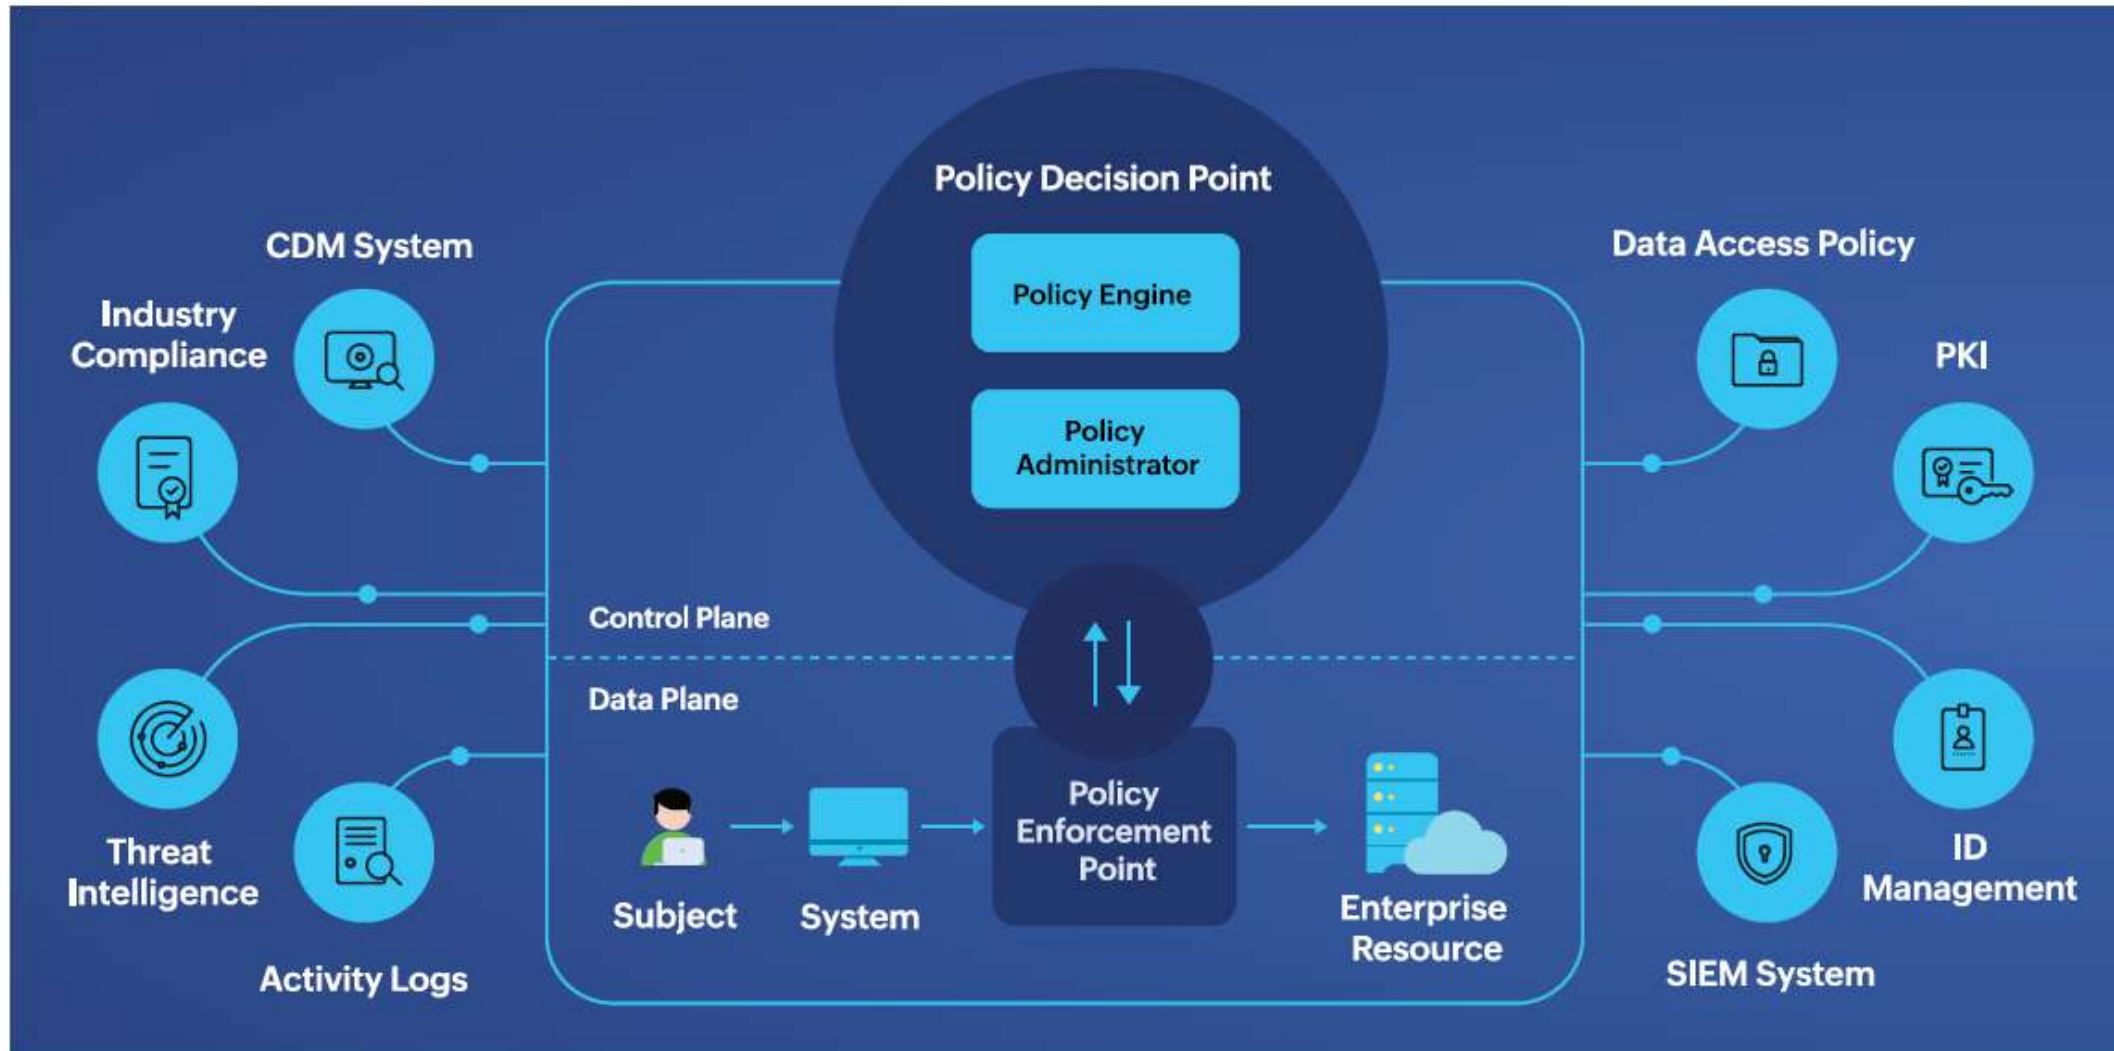 Policy Decision Point
Policy Engine
Policy
Administrator
CDM System
Industry
Compliance
Threat
Intelligence
Activity Logs
Control Plane
Data Plane
Subject
System
Policy
Enforcement
Point
Enterprise
Resource
Data Access Policy
PKI
ID
Management
SIEM System